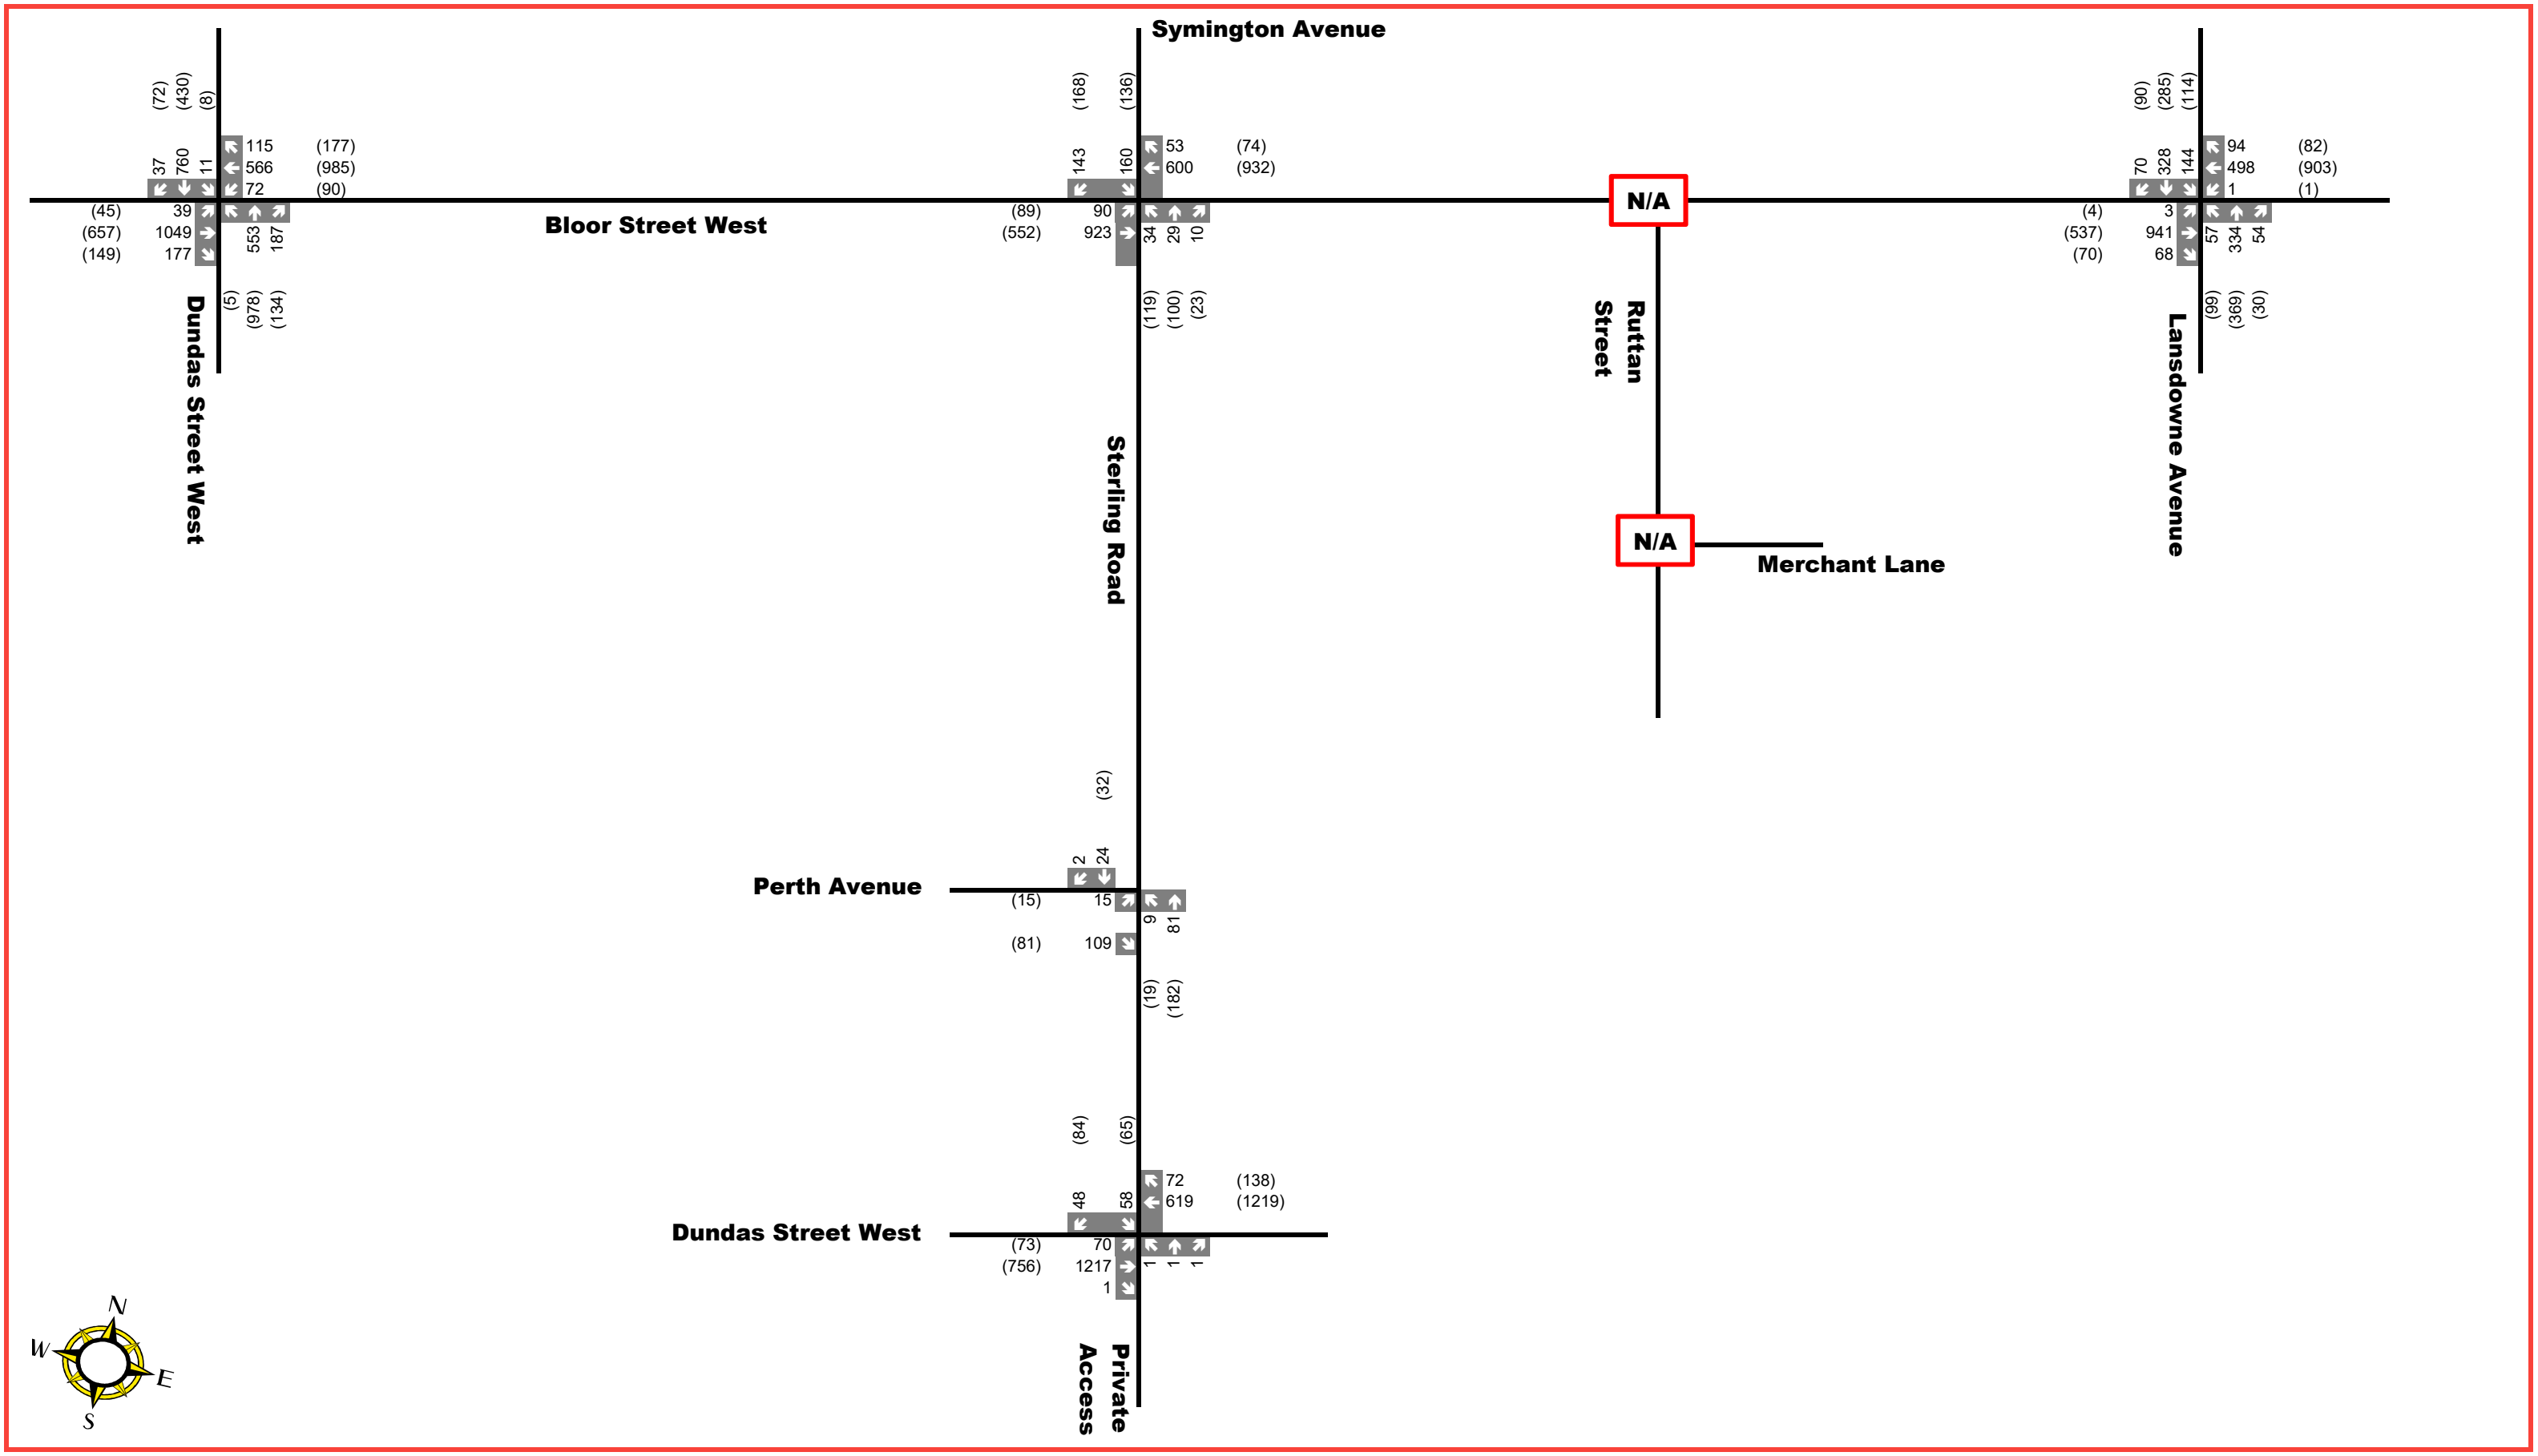 Symington Avenue
(72) (430) (8)
37 760 11
115 (177)
566 (985)
72 (90)
(45) 39
(657) 1049
(149) 177
553 187
(5) (978) (134)
Dundas Street West
Bloor Street West
(168) (136)
143 160
53 (74)
600 (932)
(89) 90
(552) 923
34 29 10
(119) (100) (23)
Sterling Road
N/A
Ruttan
Street
N/A
Merchant Lane
(90) (285) (114)
70 328 144
94 (82)
498 (903)
1 (1)
(4) 3
(537) 941
(70) 68
57 334 54
(99) (369) (30)
Lansdowne Avenue
(32)
2 24
Perth Avenue
(15) 15
9 81
(81) 109
(19) (182)
(84) (65)
48 58
72 (138)
619 (1219)
Dundas Street West
(73) 70
(756) 1217
1
1 1 1
Private
Access
N
W
E
S